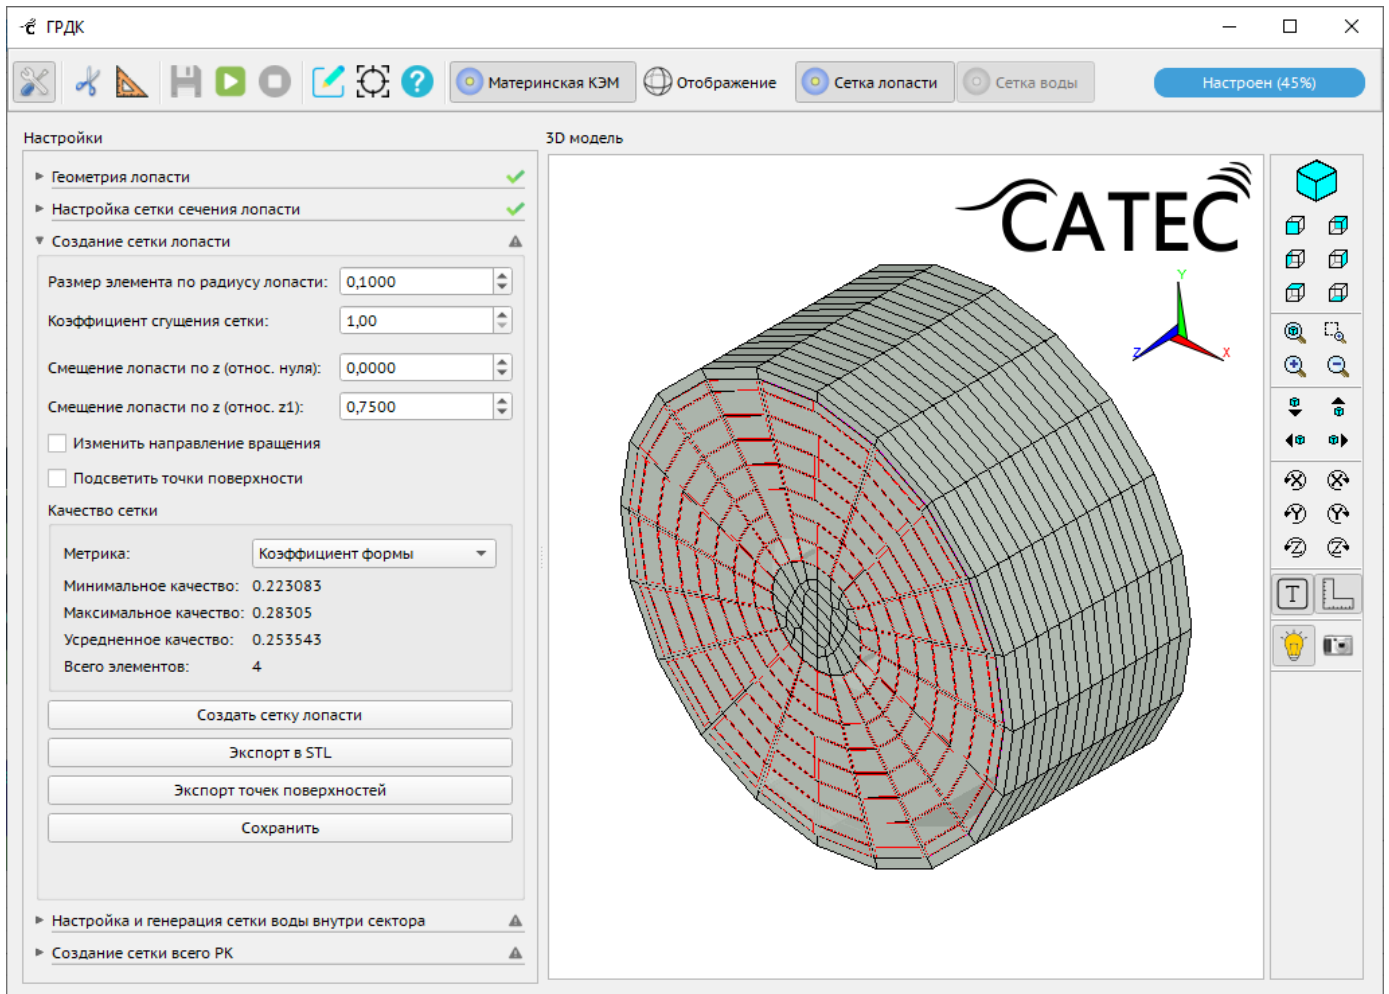 ГРДК
Материнская КЭМ
Отображение
Сетка лопасти
Сетка воды
Настроен (45%)
Настройки
3D модель
Геометрия лопасти
Настройка сетки сечения лопасти
Создание сетки лопасти
Размер элемента по радиусу лопасти: 0,1000
Коэффициент сгущения сетки: 1,00
Смещение лопасти по z (относ. нуля): 0,0000
Смещение лопасти по z (относ. z1): 0,7500
Изменить направление вращения
Подсветить точки поверхности
Качество сетки
Метрика: Коэффициент формы
Минимальное качество: 0.223083
Максимальное качество: 0.28305
Усредненное качество: 0.253543
Всего элементов: 4
Создать сетку лопасти
Экспорт в STL
Экспорт точек поверхностей
Сохранить
Настройка и генерация сетки воды внутри сектора
Создание сетки всего РК
CATEC
Y
Z
X
X
X
Y
Y
Z
Z
T